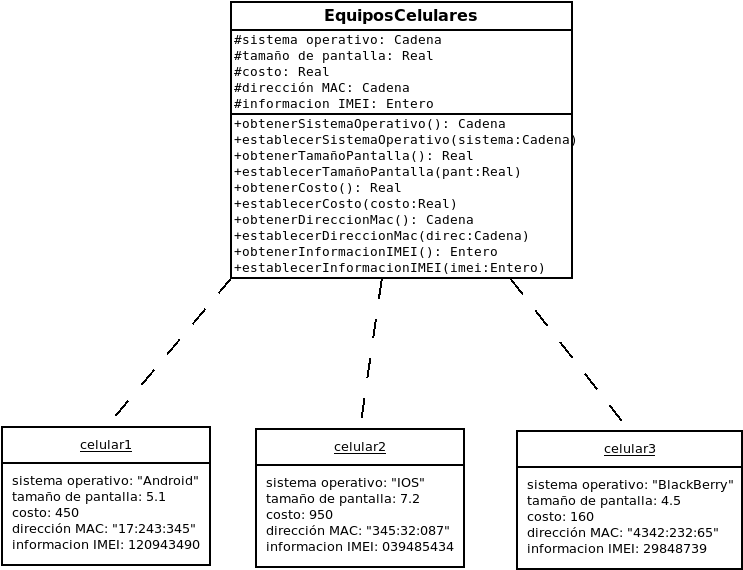 EquiposCelulares
#sistema operativo: Cadena
#tamaño de pantalla: Real
#costo: Real
#dirección MAC: Cadena
#informacion IMEI: Entero
+obtenerSistemaOperativo(): Cadena
+establecerSistemaOperativo(sistema:Cadena)
+obtenerTamañoPantalla(): Real
+establecerTamañoPantalla(pant:Real)
+obtenerCosto(): Real
+establecerCosto(costo:Real)
+obtenerDireccionMac(): Cadena
+establecerDireccionMac(direc:Cadena)
+obtenerInformacionIMEI(): Entero
+establecerInformacionIMEI(imei:Entero)
celular1
sistema operativo: "Android"
tamaño de pantalla: 5.1
costo: 450
dirección MAC: "17:243:345"
informacion IMEI: 120943490
celular2
sistema operativo: "IOS"
tamaño de pantalla: 7.2
costo: 950
dirección MAC: "345:32:087"
informacion IMEI: 039485434
celular3
sistema operativo: "BlackBerry"
tamaño de pantalla: 4.5
costo: 160
dirección MAC: "4342:232:65"
informacion IMEI: 29848739